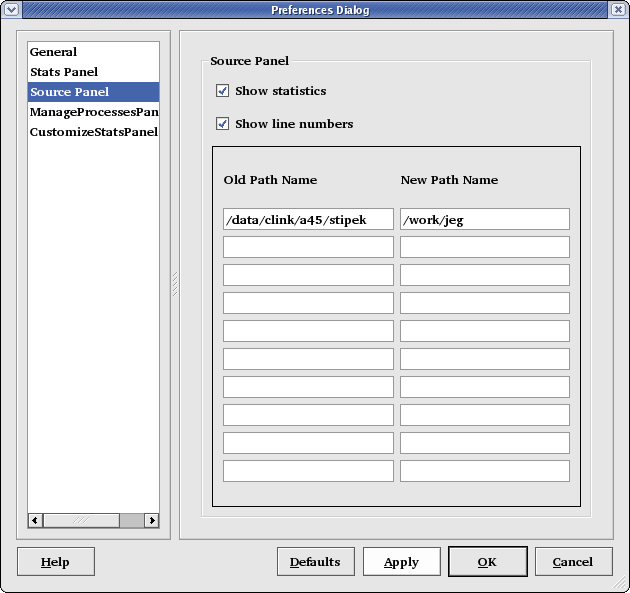 Preferences Dialog
General
Stats Panel
Source Panel
ManageProcessesPan
CustomizeStatsPanel
Source Panel
Show statistics
Show line numbers
Old Path Name New Path Name
/data/clink/a45/stipek /work/jeg
Help Defaults Apply OK Cancel